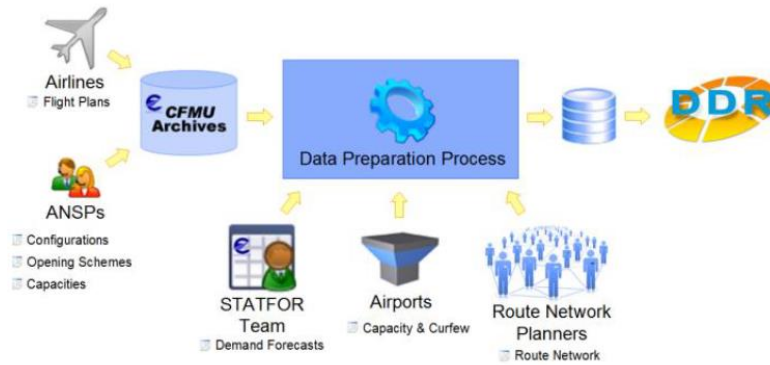 Airlines
Flight Plans
CFMU
Archives
ANSPs
Configurations
Opening Schemes
Capacities
Data Preparation Process
DDR
STATFOR
Team
Demand Forecasts
Airports
Capacity & Curfew
Route Network
Planners
Route Network